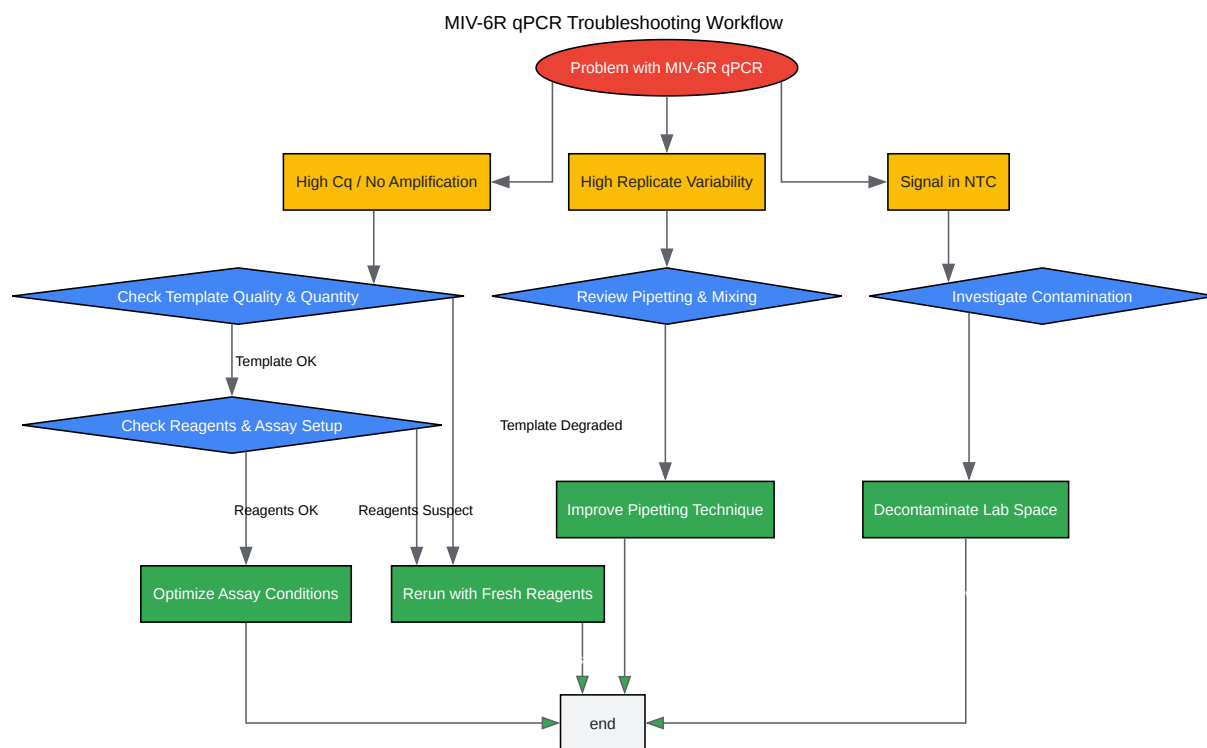 MIV-6R qPCR Troubleshooting Workflow
Problem with MIV-6R qPCR
High Cq / No Amplification
High Replicate Variability
Signal in NTC
Check Template Quality & Quantity
Review Pipetting & Mixing
Investigate Contamination
Template OK
Check Reagents & Assay Setup
Template Degraded
Reagents OK
Reagents Suspect
Improve Pipetting Technique
Decontaminate Lab Space
Optimize Assay Conditions
Rerun with Fresh Reagents
end